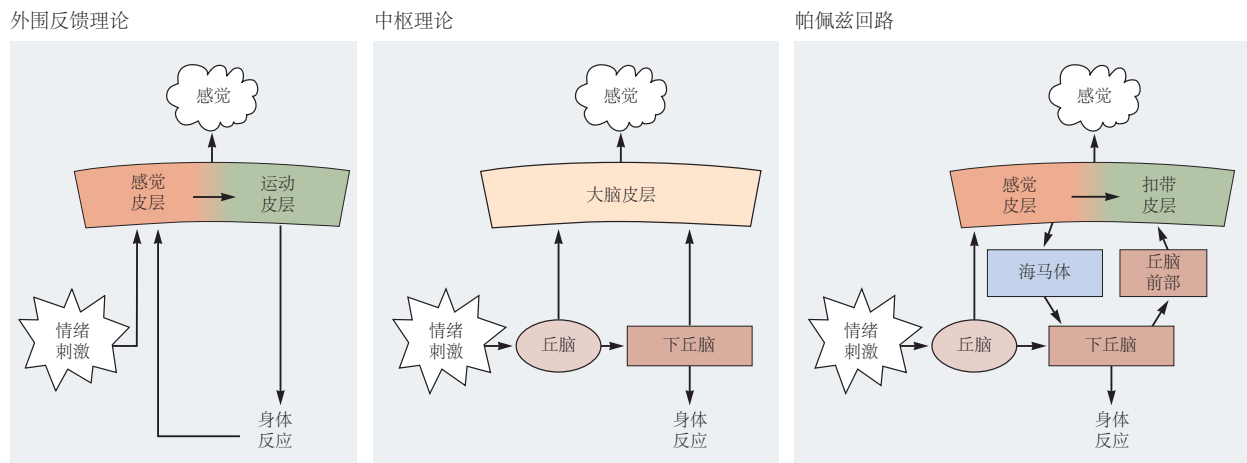 外围反馈理论
感觉
感觉
皮层
运动
皮层
情绪
刺激
身体
反应
中枢理论
感觉
大脑皮层
情绪
刺激
丘脑
下丘脑
身体
反应
帕佩兹回路
感觉
感觉
皮层
扣带
皮层
海马体
丘脑
前部
情绪
刺激
丘脑
下丘脑
身体
反应